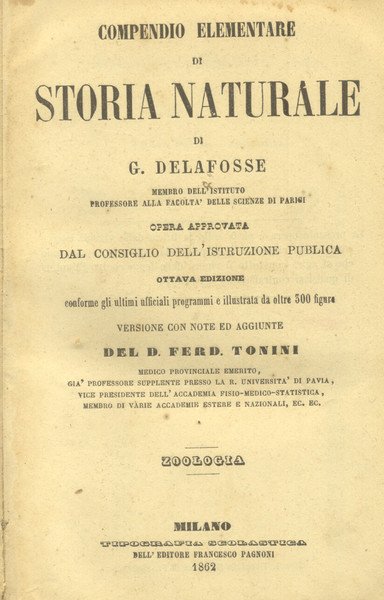 COMPENDIO ELEMENTARE
DI
STORIA NATURALE
DI
G. DELAFOSSE
MEMBRO DELL'ISTITUTO
PROFESSORE ALLA FACOLTA' DELLE SCIENZE DI PARIGI
OPERA APPROVATA
DAL CONSIGLIO DELL'ISTRUZIONE PUBLICA
OTTAVA EDIZIONE
conforme gli ultimi ufficiali programmi e illustrata da oltre 300 figure
VERSIONE CON NOTE ED AGGIUNTE
DEL D. FERD. TONINI
MEDICO PROVINCIALE EMERITO,
GIA' PROFESSORE SUPPLENTE PRESSO LA R. UNIVERSITA' DI PAVIA,
VICE PRESIDENTE DELL'ACCADEMIA FISIO-MEDICO-STATISTICA,
MEMBRO DI VARIE ACCADEMIE ESTERE E NAZIONALI, EC. EC.
ZOOLOGIA
MILANO
TIPOGRAFIA SCOLASTICA
DELL'EDITORE FRANCESCO PAGNONI
1862